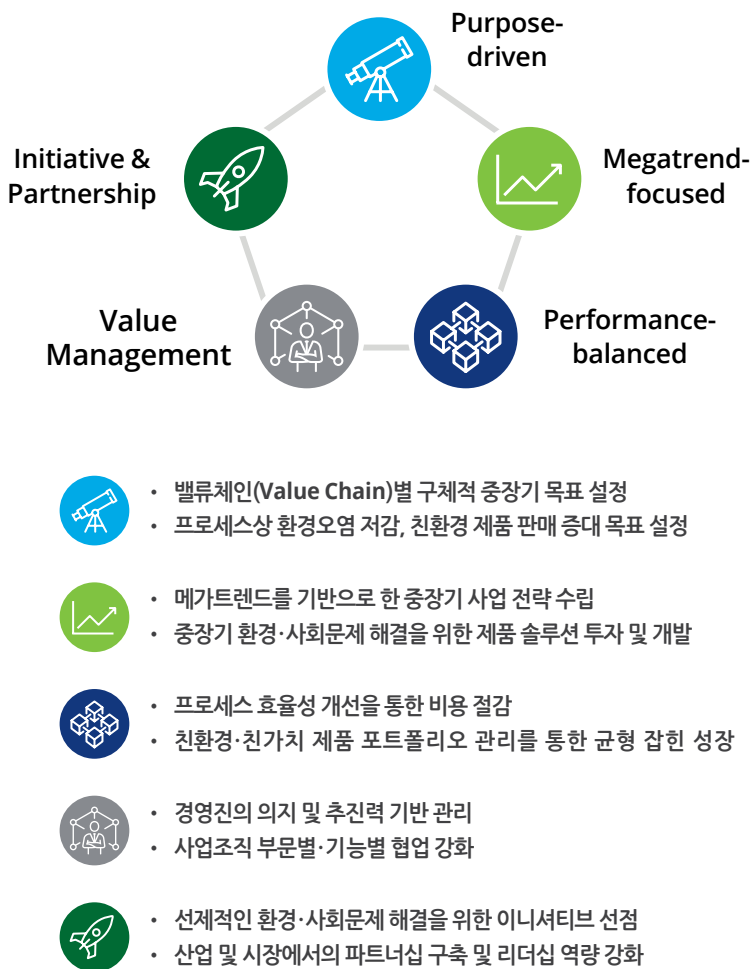 Purpose-
driven
Initiative &
Partnership
Megatrend-
focused
Value
Management
Performance-
balanced
• 밸류체인(Value Chain)별 구체적 중장기 목표 설정
• 프로세스상 환경오염 저감, 친환경 제품 판매 증대 목표 설정
• 메가트렌드를 기반으로 한 중장기 사업 전략 수립
• 중장기 환경·사회문제 해결을 위한 제품 솔루션 투자 및 개발
• 프로세스 효율성 개선을 통한 비용 절감
• 친환경·친가치 제품 포트폴리오 관리를 통한 균형 잡힌 성장
• 경영진의 의지 및 추진력 기반 관리
• 사업조직 부문별·기능별 협업 강화
• 선제적인 환경·사회문제 해결을 위한 이니셔티브 선점
• 산업 및 시장에서의 파트너십 구축 및 리더십 역량 강화